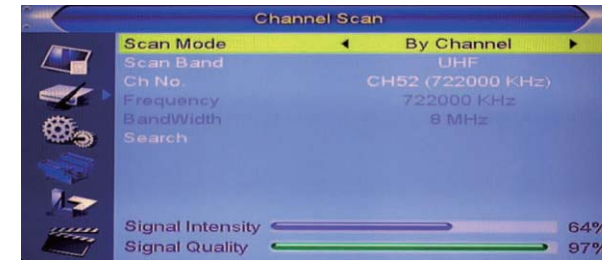 Channel Scan
Scan Mode By Channel
Scan Band UHF
Ch No. CH52 (722000 KHz)
Frequency 722000 KHz
BandWidth 8 MHz
Search
Signal Intensity 64%
Signal Quality 97%